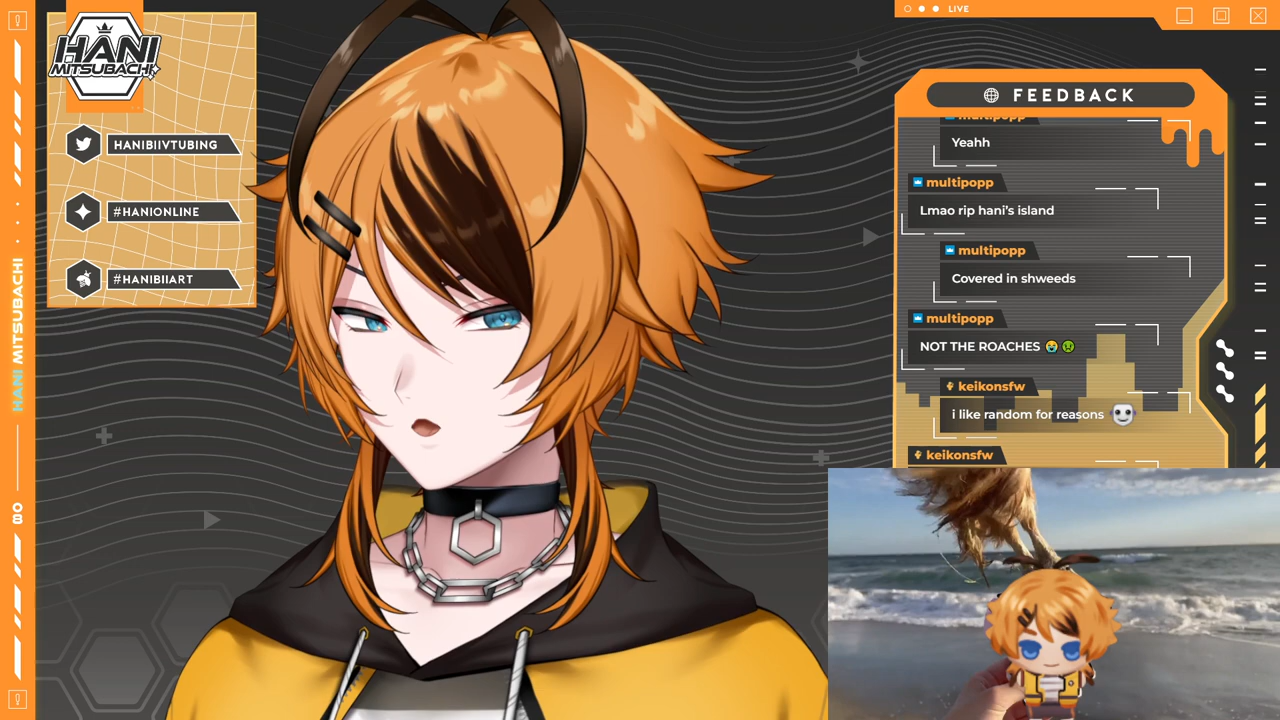 LIVE
HANI
MITSUBACHI
HANIBIIVTUBING
#HANIONLINE
#HANIBIIART
HANI MITSUBACHI
08
FEEDBACK
multipopp
Yeahh
multipopp
Lmao rip hani's island
multipopp
Covered in shweeds
multipopp
NOT THE ROACHES 😭 🤢
keikonsfw
i like random for reasons
keikonsfw